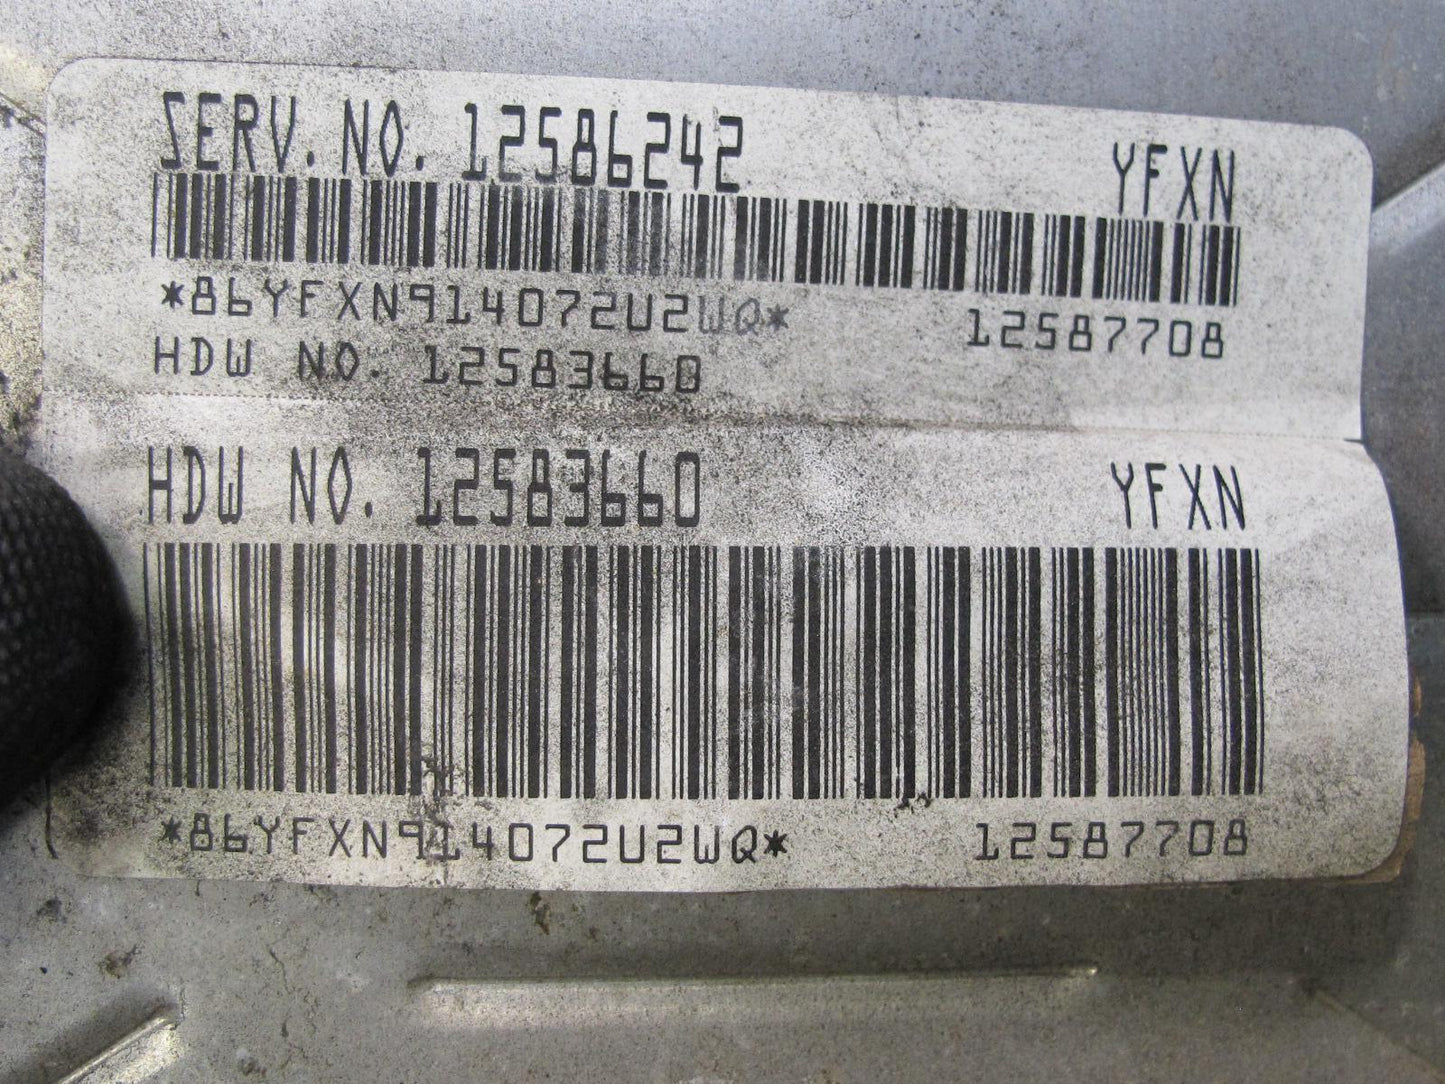 SERV. NO. 12586242 YFXN
*86YFXN914072U2WQ* 12587708
HDW NO. 12583660
HDW NO. 12583660 YFXN
*86YFXN914072U2WQ* 12587708